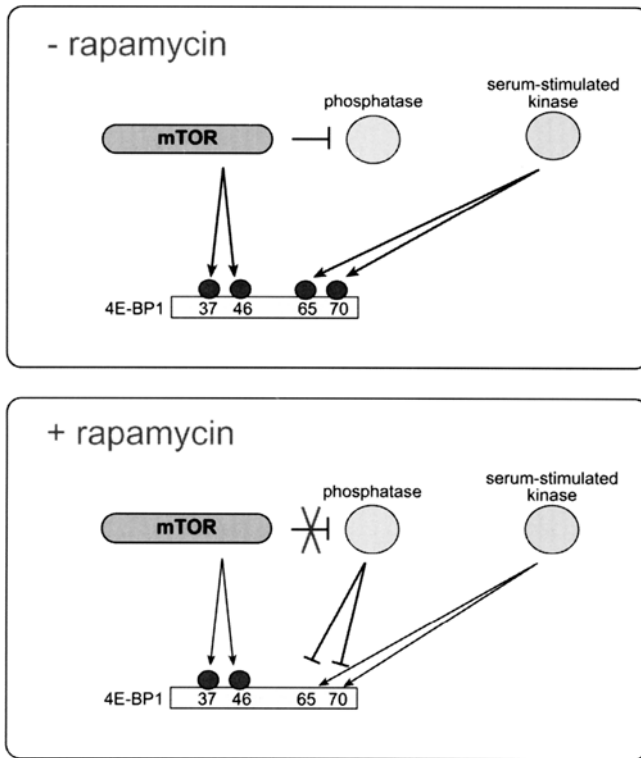 - rapamycin
phosphatase
serum-stimulated
kinase
mTOR
4E-BP1
37 46 65 70
+ rapamycin
phosphatase
serum-stimulated
kinase
mTOR
4E-BP1
37 46 65 70